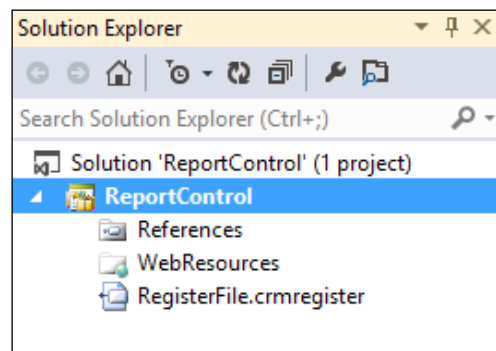 Solution Explorer
Search Solution Explorer (Ctrl+;)
Solution 'ReportControl' (1 project)
ReportControl
References
WebResources
RegisterFile.crmregister